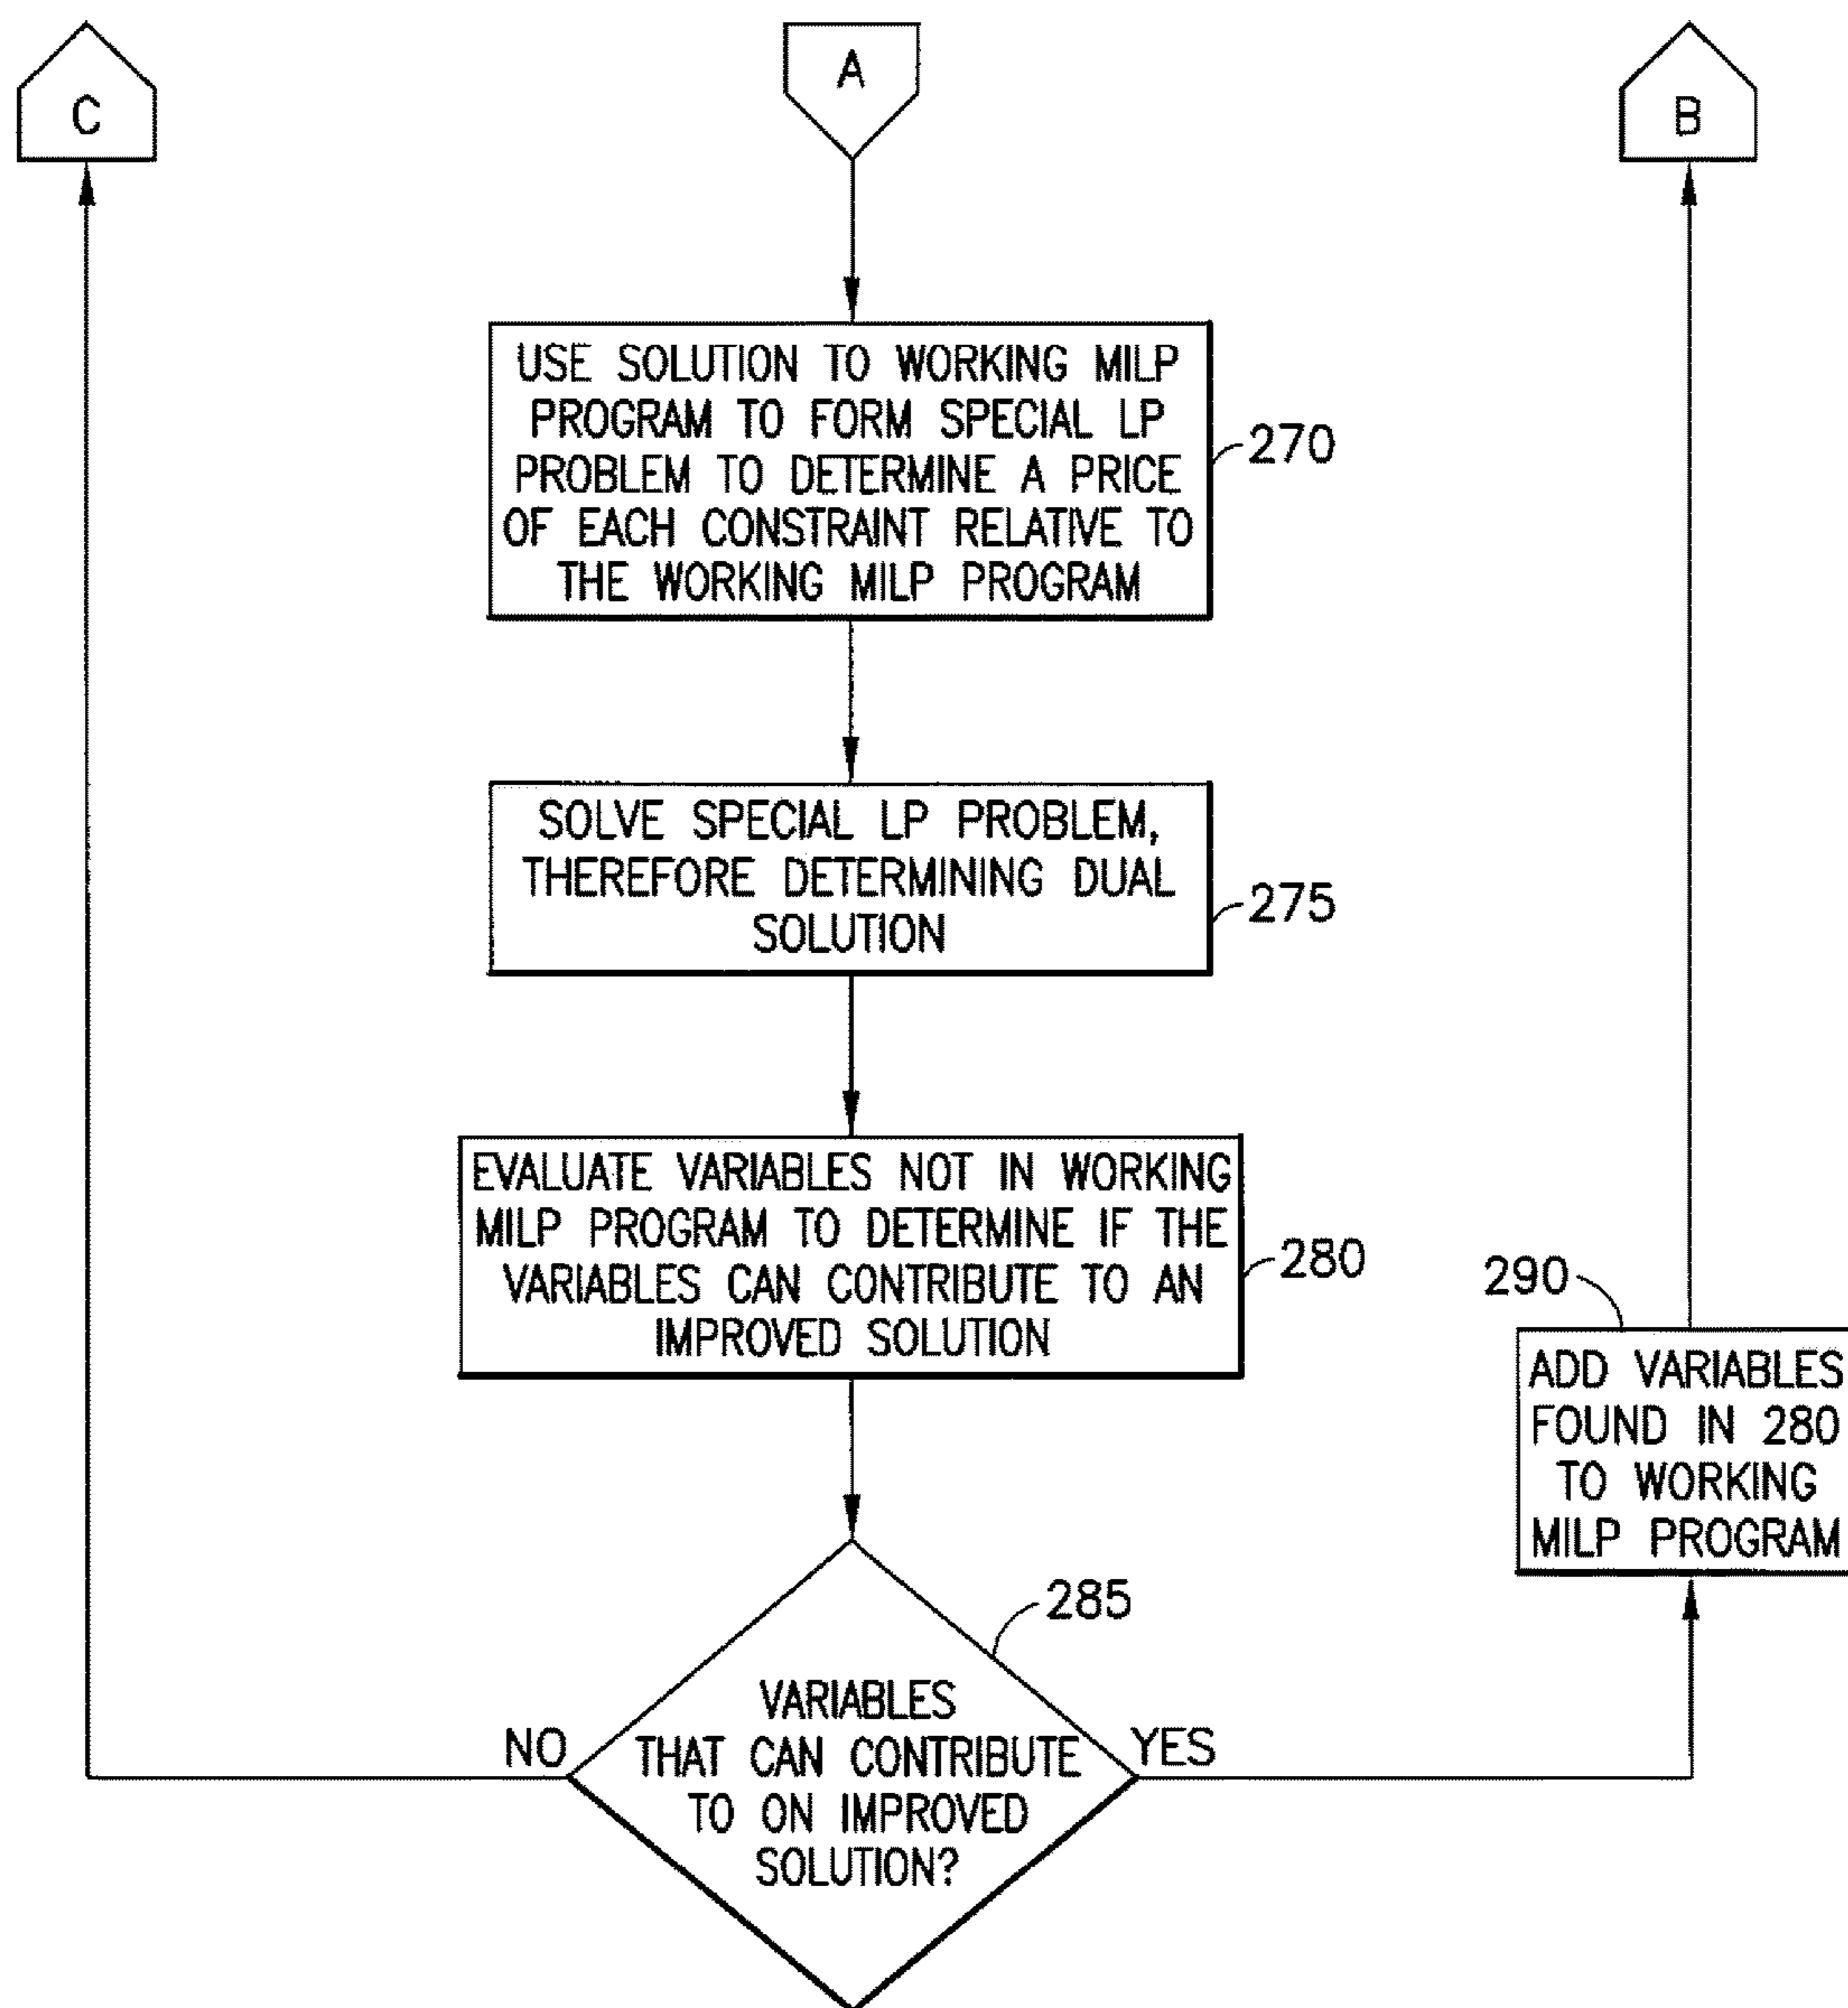 C
A
B
USE SOLUTION TO WORKING MILP
PROGRAM TO FORM SPECIAL LP
PROBLEM TO DETERMINE A PRICE
OF EACH CONSTRAINT RELATIVE TO
THE WORKING MILP PROGRAM
270
SOLVE SPECIAL LP PROBLEM,
THEREFORE DETERMINING DUAL
SOLUTION
275
EVALUATE VARIABLES NOT IN WORKING
MILP PROGRAM TO DETERMINE IF THE
VARIABLES CAN CONTRIBUTE TO AN
IMPROVED SOLUTION
280
290
ADD VARIABLES
FOUND IN 280
TO WORKING
MILP PROGRAM
285
VARIABLES
THAT CAN CONTRIBUTE
TO ON IMPROVED
SOLUTION?
NO
YES